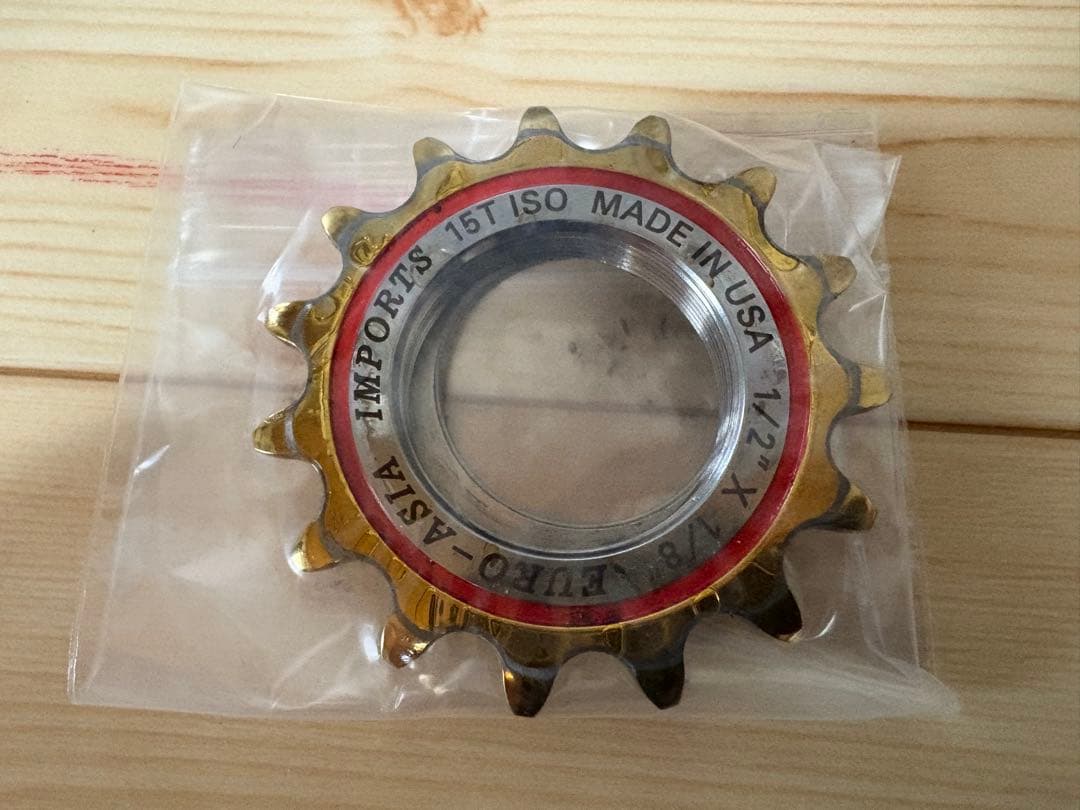 EURO-ASIA IMPORTS 15T ISO MADE IN USA 1/2" X 1/8"